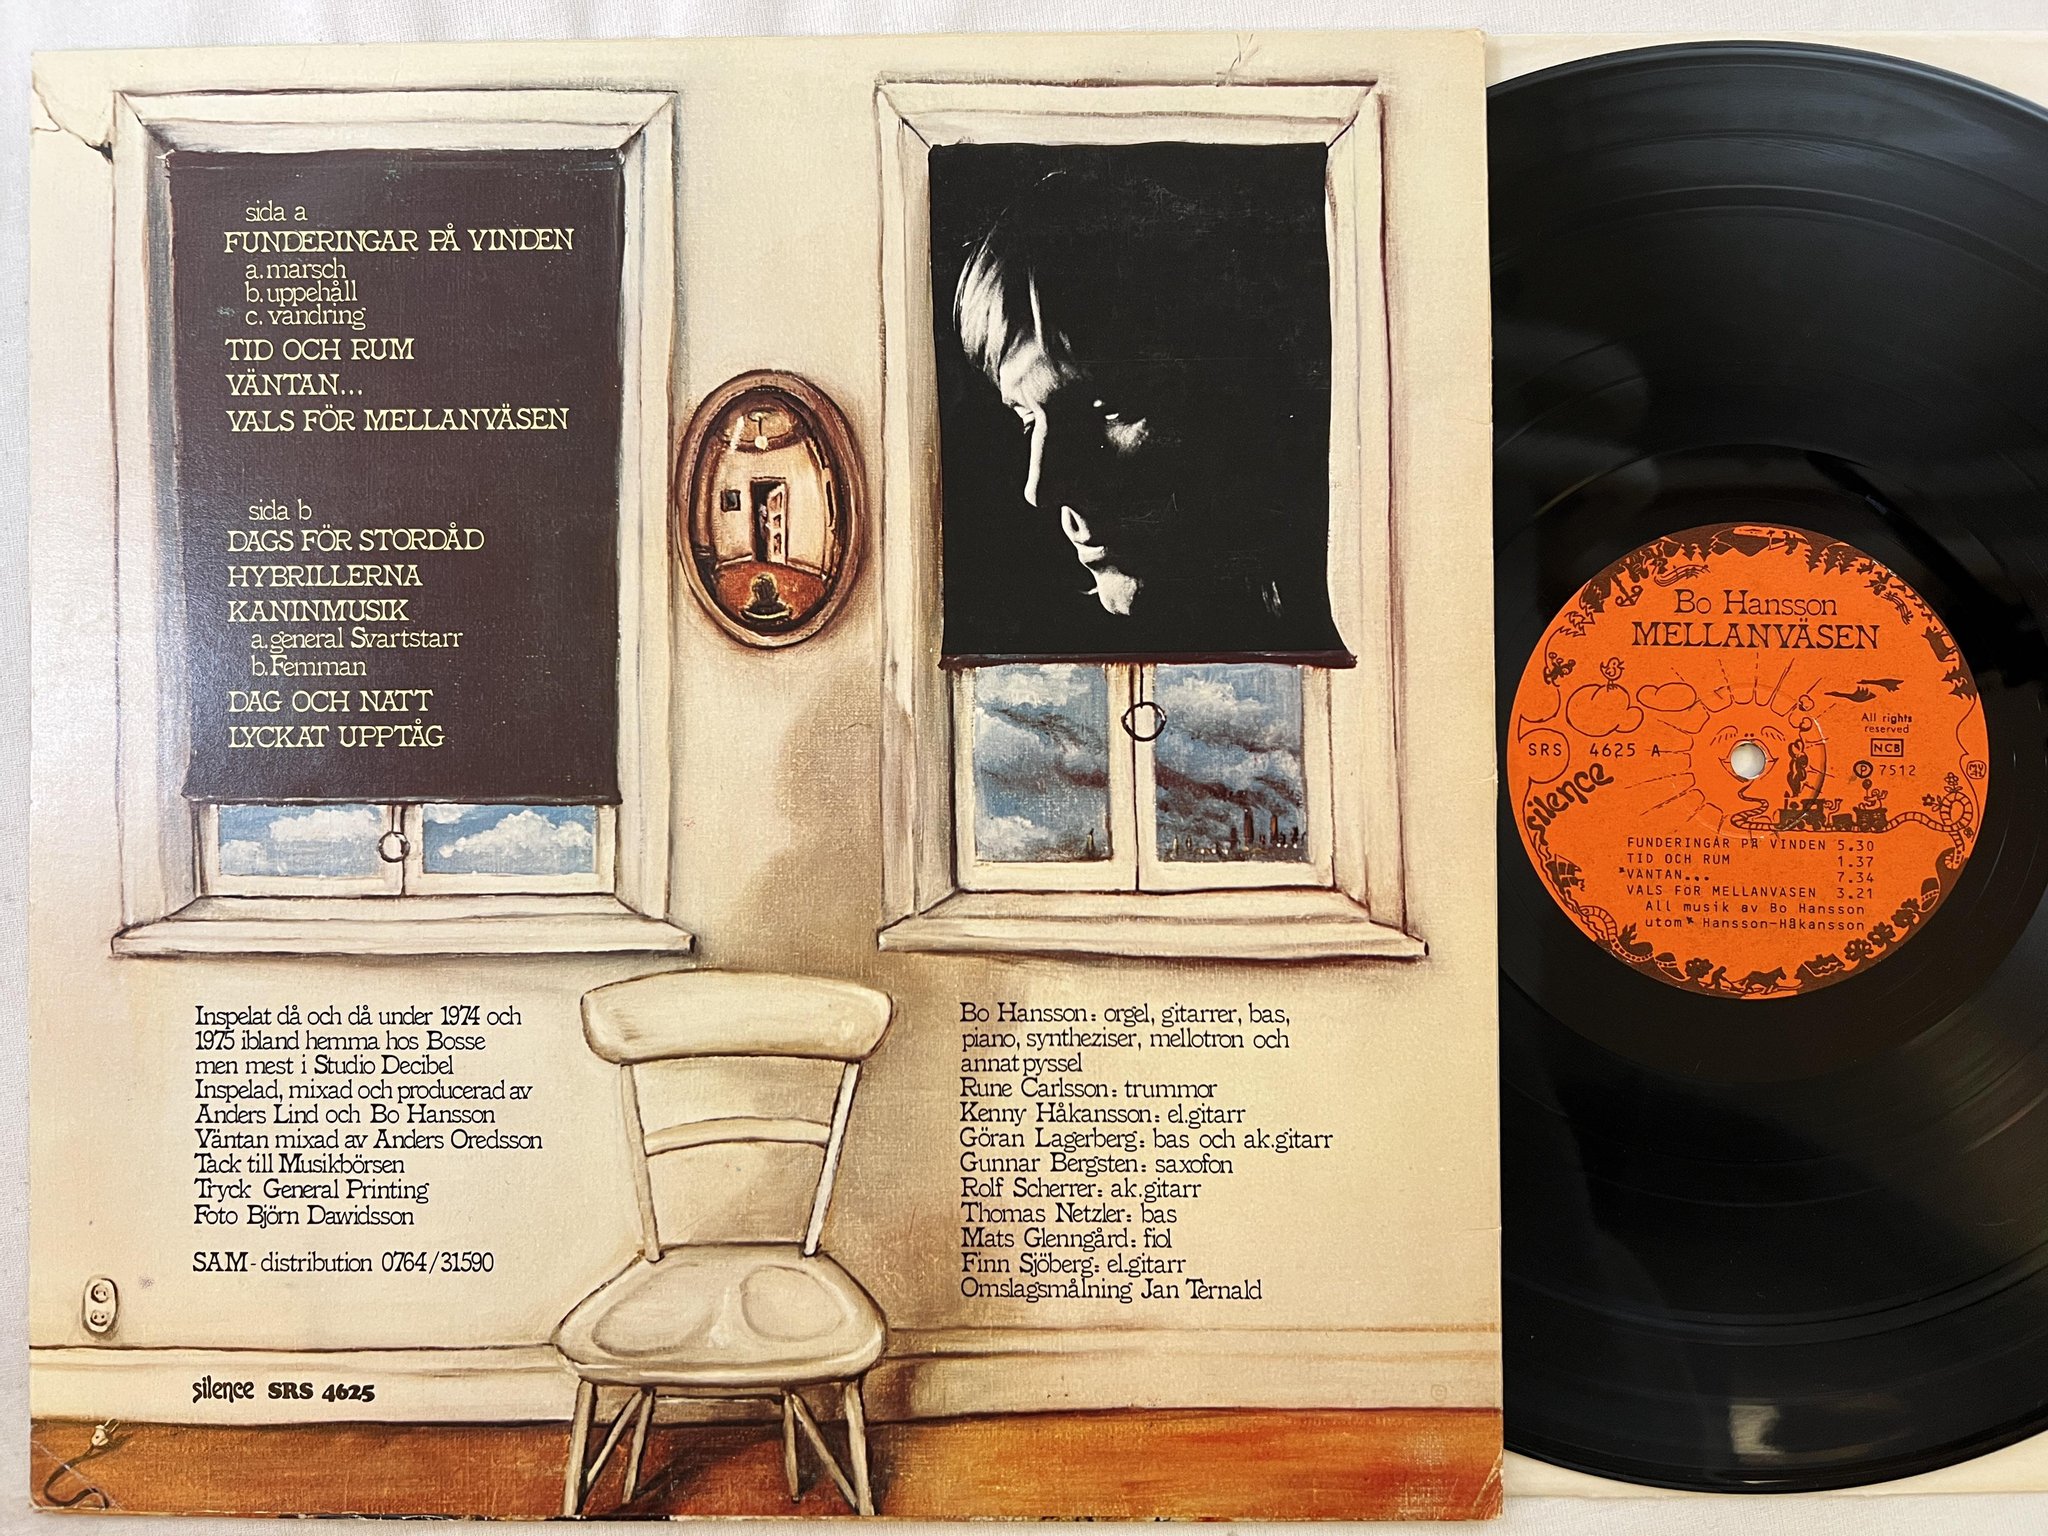 sida a
FUNDERINGAR PÅ VINDEN
a. marsch
b. uppehåll
c. vandring
TID OCH RUM
VÄNTAN...
VALS FÖR MELLANVÄSEN
sida b
DAGS FÖR STORDÅD
HYBRILLERNA
KANINMUSIK
a. general Svartstarr
b. Femman
DAG OCH NATT
LYCKAT UPPTÅG
Inspelat då och då under 1974 och
1975 ibland hemma hos Bosse
men mest i Studio Decibel
Inspelad, mixad och producerad av
Anders Lind och Bo Hansson
Väntan mixad av Anders Oredsson
Tack till Musikbörsen
Tryck General Printing
Foto Björn Dawidsson
SAM - distribution 0764/31590
silence SRS 4625
Bo Hansson: orgel, gitarrer, bas,
piano, syntheziser, mellotron och
annat pyssel
Rune Carlsson: trummor
Kenny Håkansson: el.gitarr
Göran Lagerberg: bas och ak.gitarr
Gunnar Bergsten: saxofon
Rolf Scherrer: ak.gitarr
Thomas Netzler: bas
Mats Glenngård: fiol
Finn Sjöberg: el.gitarr
Omslagsmålning Jan Ternald
Bo Hansson
MELLANVÄSEN
All rights
reserved
NCB
SRS 4625 A
Ⓟ 7512
silence
FUNDERINGAR PÅ VINDEN 5.30
TID OCH RUM 1.37
*VÄNTAN... 7.34
VALS FÖR MELLANVÄSEN 3.21
All musik av Bo Hansson
utom * Hansson-Håkansson